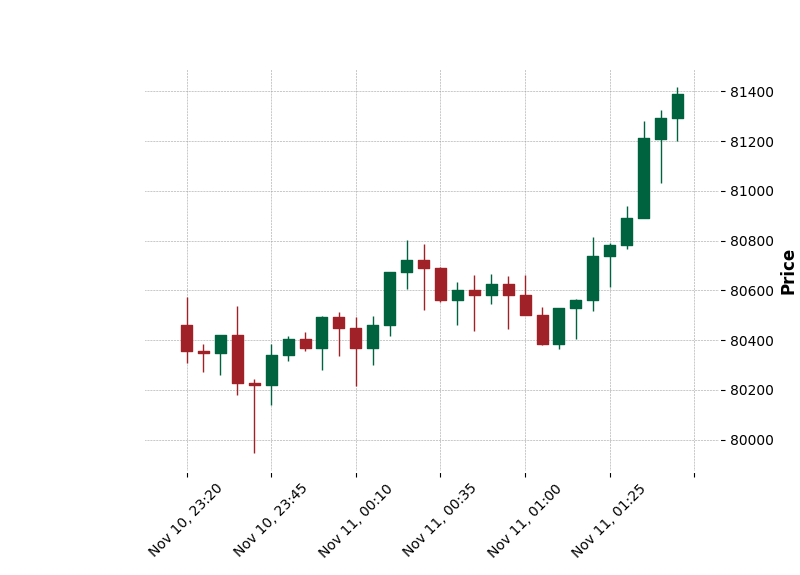 81400
81200
81000
80800
80600
80400
80200
80000
Price
Nov 10, 23:20
Nov 10, 23:45
Nov 11, 00:10
Nov 11, 00:35
Nov 11, 01:00
Nov 11, 01:25